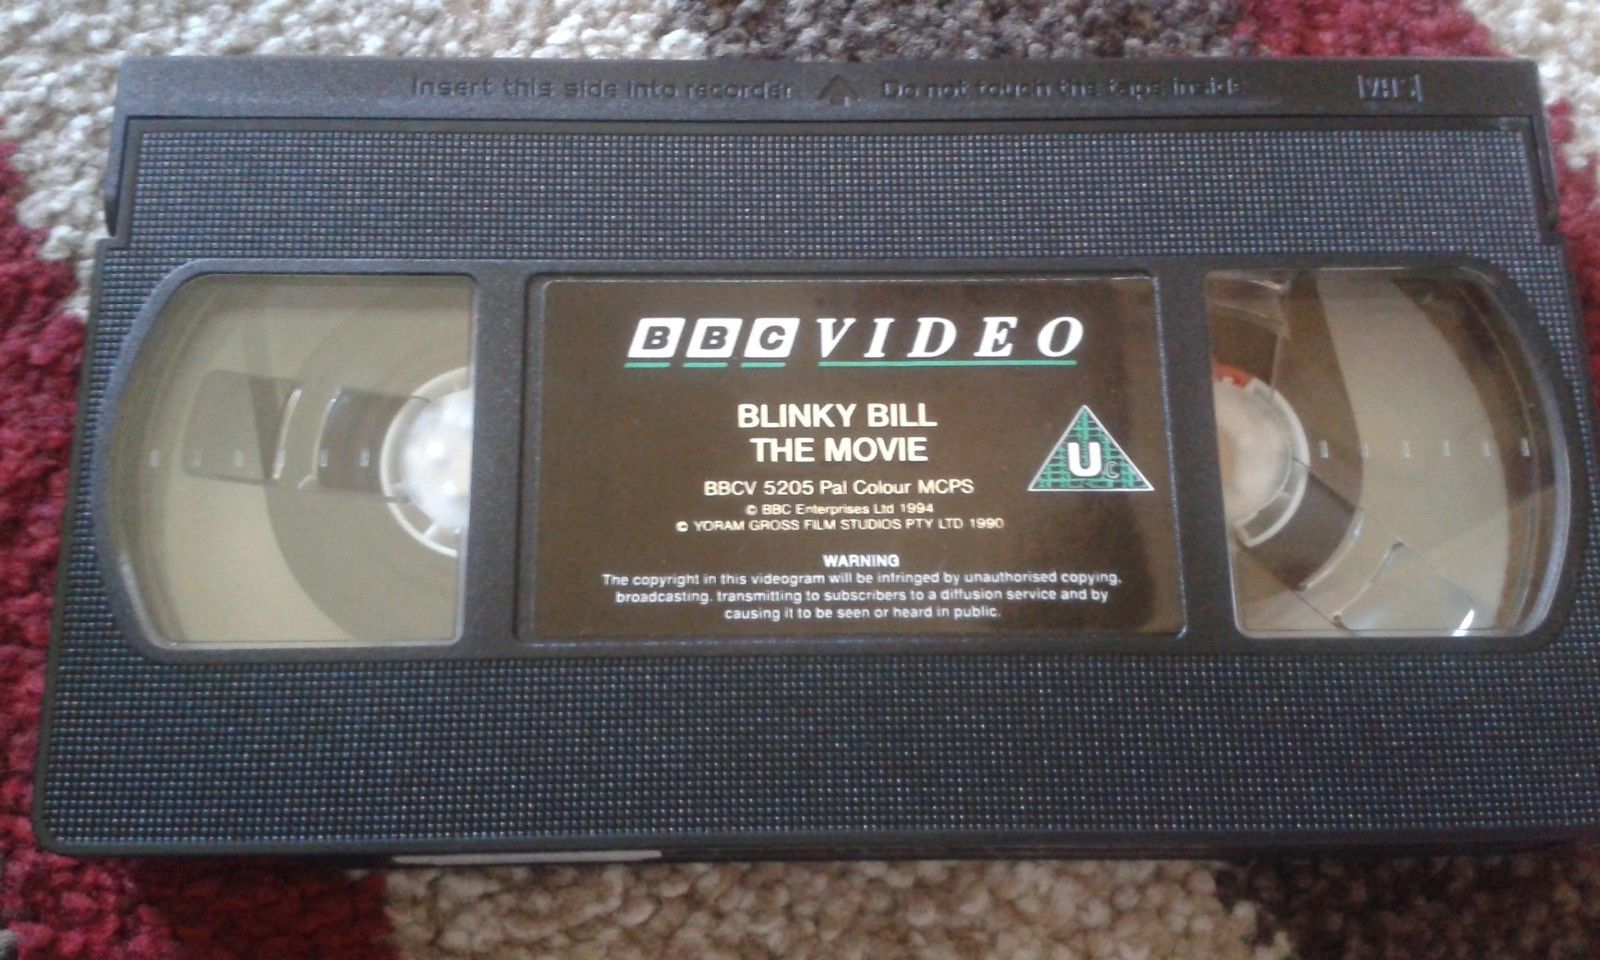 Insert this side into recorder Do not touch the tape inside VHS
BBC VIDEO
BLINKY BILL
THE MOVIE
U
C
BBCV 5205 Pal Colour MCPS
© BBC Enterprises Ltd 1994
© YORAM GROSS FILM STUDIOS PTY LTD 1990
WARNING
The copyright in this videogram will be infringed by unauthorised copying,
broadcasting, transmitting to subscribers to a diffusion service and by
causing it to be seen or heard in public.